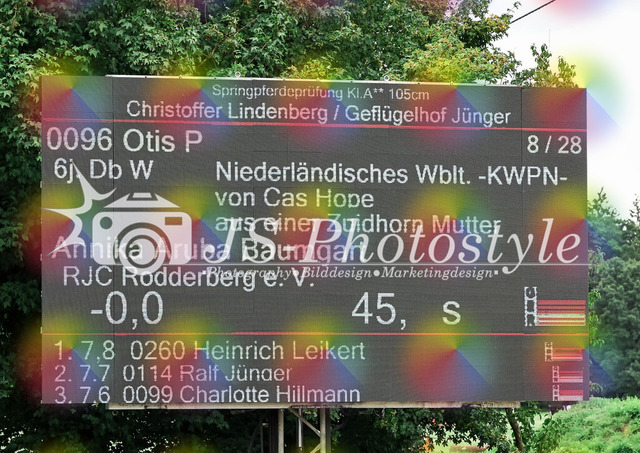 Springpferdeprüfung Kl.A** 105cm
Christoffer Lindenberg / Geflügelhof Jünger
0096 Otis P 8 / 28
6j. Db W Niederländisches Wblt. -KWPN-
von Cas Hope
aus einer Zuidhorn Mutter
Annika Aruba Baumgart
JS-Photostyle
Photography•Bilddesign•Marketingdesign•
RJC Rodderberg e. V.
-0,0 45, s
1. 7,8 0260 Heinrich Leikert
2. 7.7 0114 Ralf Jünger
3. 7.6 0099 Charlotte Hillmann